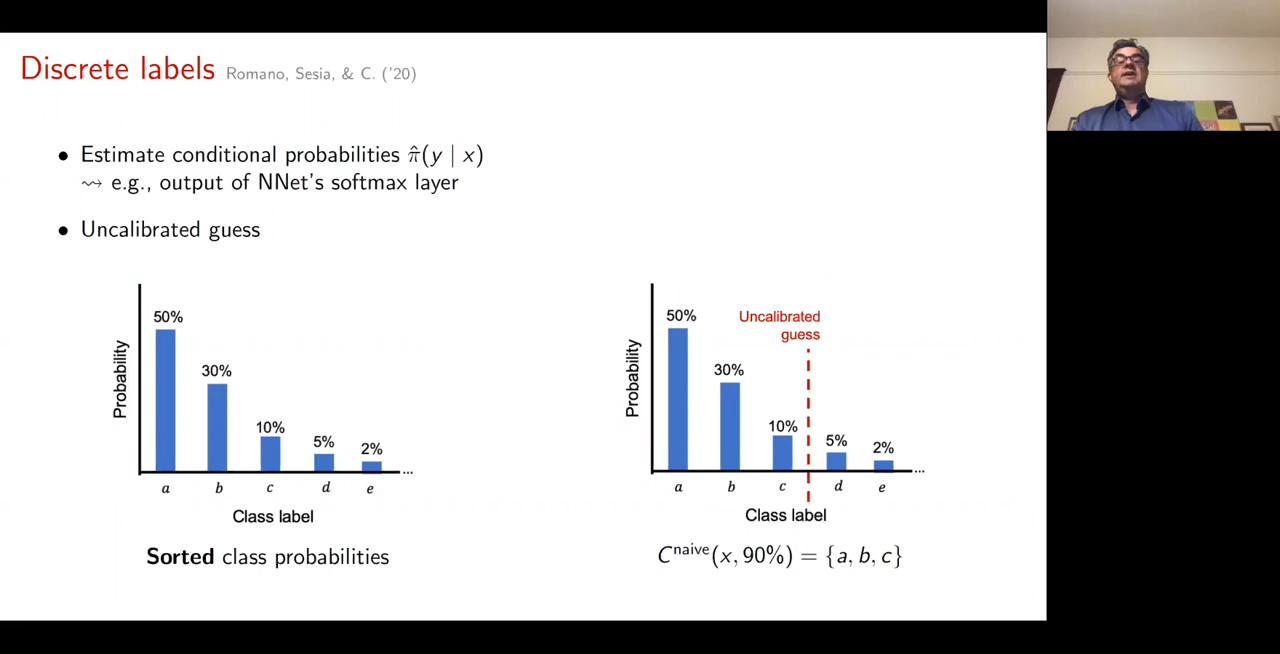 Discrete labels Romano, Sesia, & C. ('20)
• Estimate conditional probabilities π̂(y | x)
⇝ e.g., output of NNet's softmax layer
• Uncalibrated guess
Probability
50%
30%
10%
5%
2%
...
a b c d e
Class label
Sorted class probabilities
Probability
50%
30%
10%
5%
2%
Uncalibrated
guess
...
a b c d e
Class label
C^naive(x, 90%) = {a, b, c}